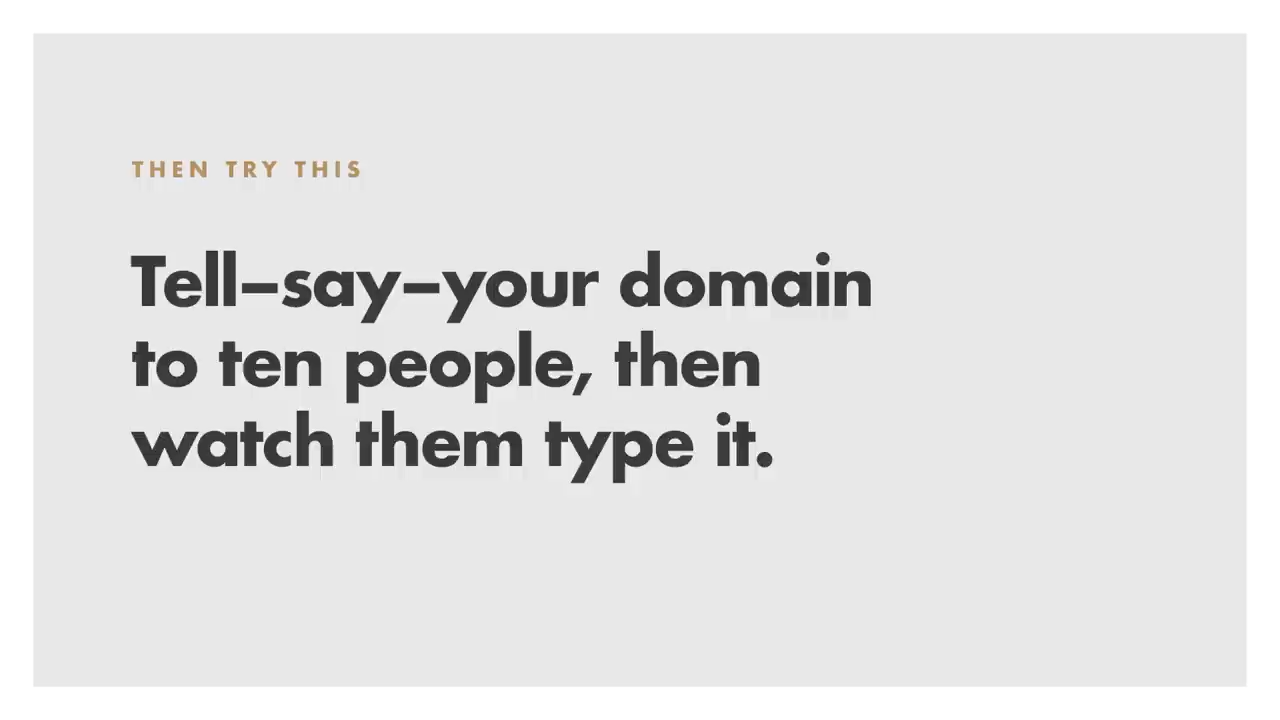 THEN TRY THIS
Tell–say–your domain
to ten people, then
watch them type it.